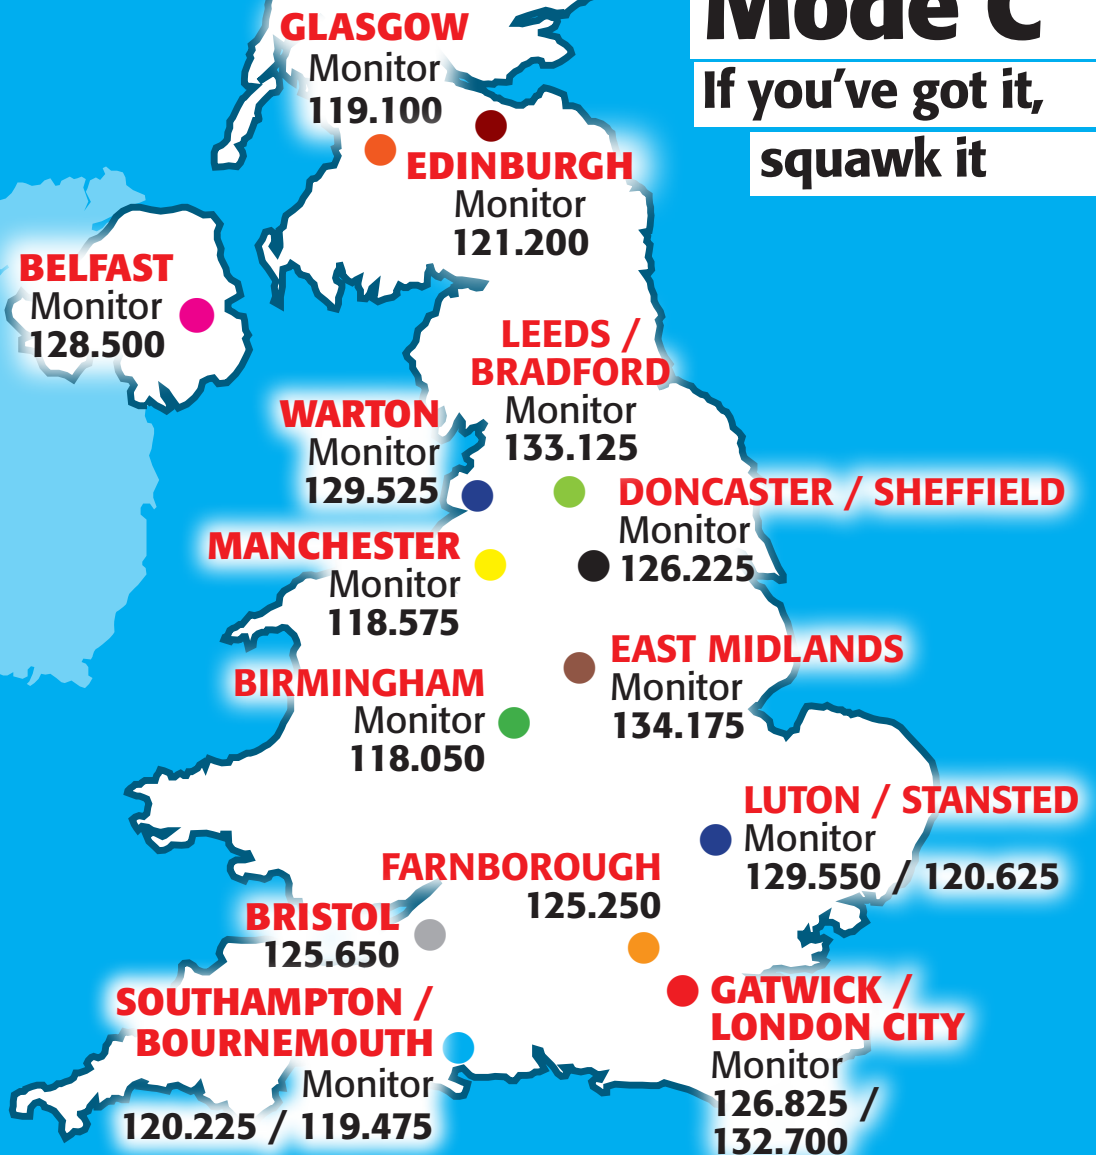 Mode C
If you've got it,
squawk it
GLASGOW
Monitor
119.100
EDINBURGH
Monitor
121.200
BELFAST
Monitor
128.500
LEEDS /
BRADFORD
Monitor
133.125
WARTON
Monitor
129.525
DONCASTER / SHEFFIELD
Monitor
126.225
MANCHESTER
Monitor
118.575
EAST MIDLANDS
Monitor
134.175
BIRMINGHAM
Monitor
118.050
LUTON / STANSTED
Monitor
129.550 / 120.625
FARNBOROUGH
125.250
BRISTOL
125.650
SOUTHAMPTON /
BOURNEMOUTH
Monitor
120.225 / 119.475
GATWICK /
LONDON CITY
Monitor
126.825 /
132.700